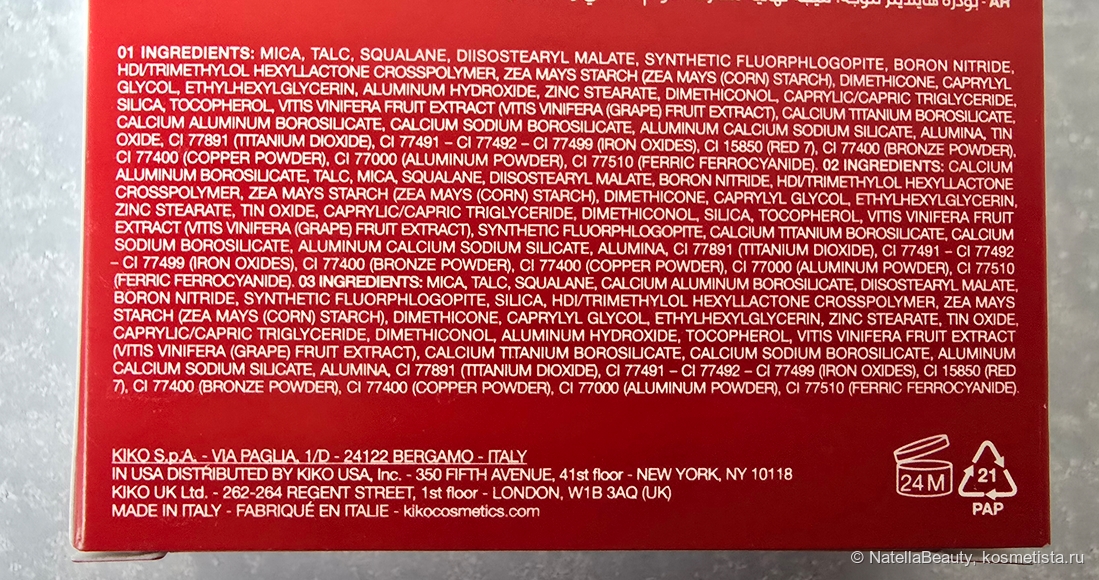 AR - بودرة هايلايتر
01 INGREDIENTS: MICA, TALC, SQUALANE, DIISOSTEARYL MALATE, SYNTHETIC FLUORPHLOGOPITE, BORON NITRIDE,
HDI/TRIMETHYLOL HEXYLLACTONE CROSSPOLYMER, ZEA MAYS STARCH (ZEA MAYS (CORN) STARCH), DIMETHICONE, CAPRYLYL
GLYCOL, ETHYLHEXYLGLYCERIN, ALUMINUM HYDROXIDE, ZINC STEARATE, DIMETHICONOL, CAPRYLIC/CAPRIC TRIGLYCERIDE,
SILICA, TOCOPHEROL, VITIS VINIFERA FRUIT EXTRACT (VITIS VINIFERA (GRAPE) FRUIT EXTRACT), CALCIUM TITANIUM BOROSILICATE,
CALCIUM ALUMINUM BOROSILICATE, CALCIUM SODIUM BOROSILICATE, ALUMINUM CALCIUM SODIUM SILICATE, ALUMINA, TIN
OXIDE, CI 77891 (TITANIUM DIOXIDE), CI 77491 – CI 77492 – CI 77499 (IRON OXIDES), CI 15850 (RED 7), CI 77400 (BRONZE POWDER),
CI 77400 (COPPER POWDER), CI 77000 (ALUMINUM POWDER), CI 77510 (FERRIC FERROCYANIDE). 02 INGREDIENTS: CALCIUM
ALUMINUM BOROSILICATE, TALC, MICA, SQUALANE, DIISOSTEARYL MALATE, BORON NITRIDE, HDI/TRIMETHYLOL HEXYLLACTONE
CROSSPOLYMER, ZEA MAYS STARCH (ZEA MAYS (CORN) STARCH), DIMETHICONE, CAPRYLYL GLYCOL, ETHYLHEXYLGLYCERIN,
ZINC STEARATE, TIN OXIDE, CAPRYLIC/CAPRIC TRIGLYCERIDE, DIMETHICONOL, SILICA, TOCOPHEROL, VITIS VINIFERA FRUIT
EXTRACT (VITIS VINIFERA (GRAPE) FRUIT EXTRACT), SYNTHETIC FLUORPHLOGOPITE, CALCIUM TITANIUM BOROSILICATE, CALCIUM
SODIUM BOROSILICATE, ALUMINUM CALCIUM SODIUM SILICATE, ALUMINA, CI 77891 (TITANIUM DIOXIDE), CI 77491 – CI 77492
– CI 77499 (IRON OXIDES), CI 77400 (BRONZE POWDER), CI 77400 (COPPER POWDER), CI 77000 (ALUMINUM POWDER), CI 77510
(FERRIC FERROCYANIDE). 03 INGREDIENTS: MICA, TALC, SQUALANE, CALCIUM ALUMINUM BOROSILICATE, DIISOSTEARYL MALATE,
BORON NITRIDE, SYNTHETIC FLUORPHLOGOPITE, SILICA, HDI/TRIMETHYLOL HEXYLLACTONE CROSSPOLYMER, ZEA MAYS
STARCH (ZEA MAYS (CORN) STARCH), DIMETHICONE, CAPRYLYL GLYCOL, ETHYLHEXYLGLYCERIN, ZINC STEARATE, TIN OXIDE,
CAPRYLIC/CAPRIC TRIGLYCERIDE, DIMETHICONOL, ALUMINUM HYDROXIDE, TOCOPHEROL, VITIS VINIFERA FRUIT EXTRACT
(VITIS VINIFERA (GRAPE) FRUIT EXTRACT), CALCIUM TITANIUM BOROSILICATE, CALCIUM SODIUM BOROSILICATE, ALUMINUM
CALCIUM SODIUM SILICATE, ALUMINA, CI 77891 (TITANIUM DIOXIDE), CI 77491 – CI 77492 – CI 77499 (IRON OXIDES), CI 15850 (RED
7), CI 77400 (BRONZE POWDER), CI 77400 (COPPER POWDER), CI 77000 (ALUMINUM POWDER), CI 77510 (FERRIC FERROCYANIDE).
KIKO S.p.A. - VIA PAGLIA, 1/D - 24122 BERGAMO - ITALY
IN USA DISTRIBUTED BY KIKO USA, Inc. - 350 FIFTH AVENUE, 41st floor - NEW YORK, NY 10118
KIKO UK Ltd. - 262-264 REGENT STREET, 1st floor - LONDON, W1B 3AQ (UK)
MADE IN ITALY - FABRIQUÉ EN ITALIE - kikocosmetics.com
24 M
21
PAP
© NatellaBeauty, kosmetista.ru